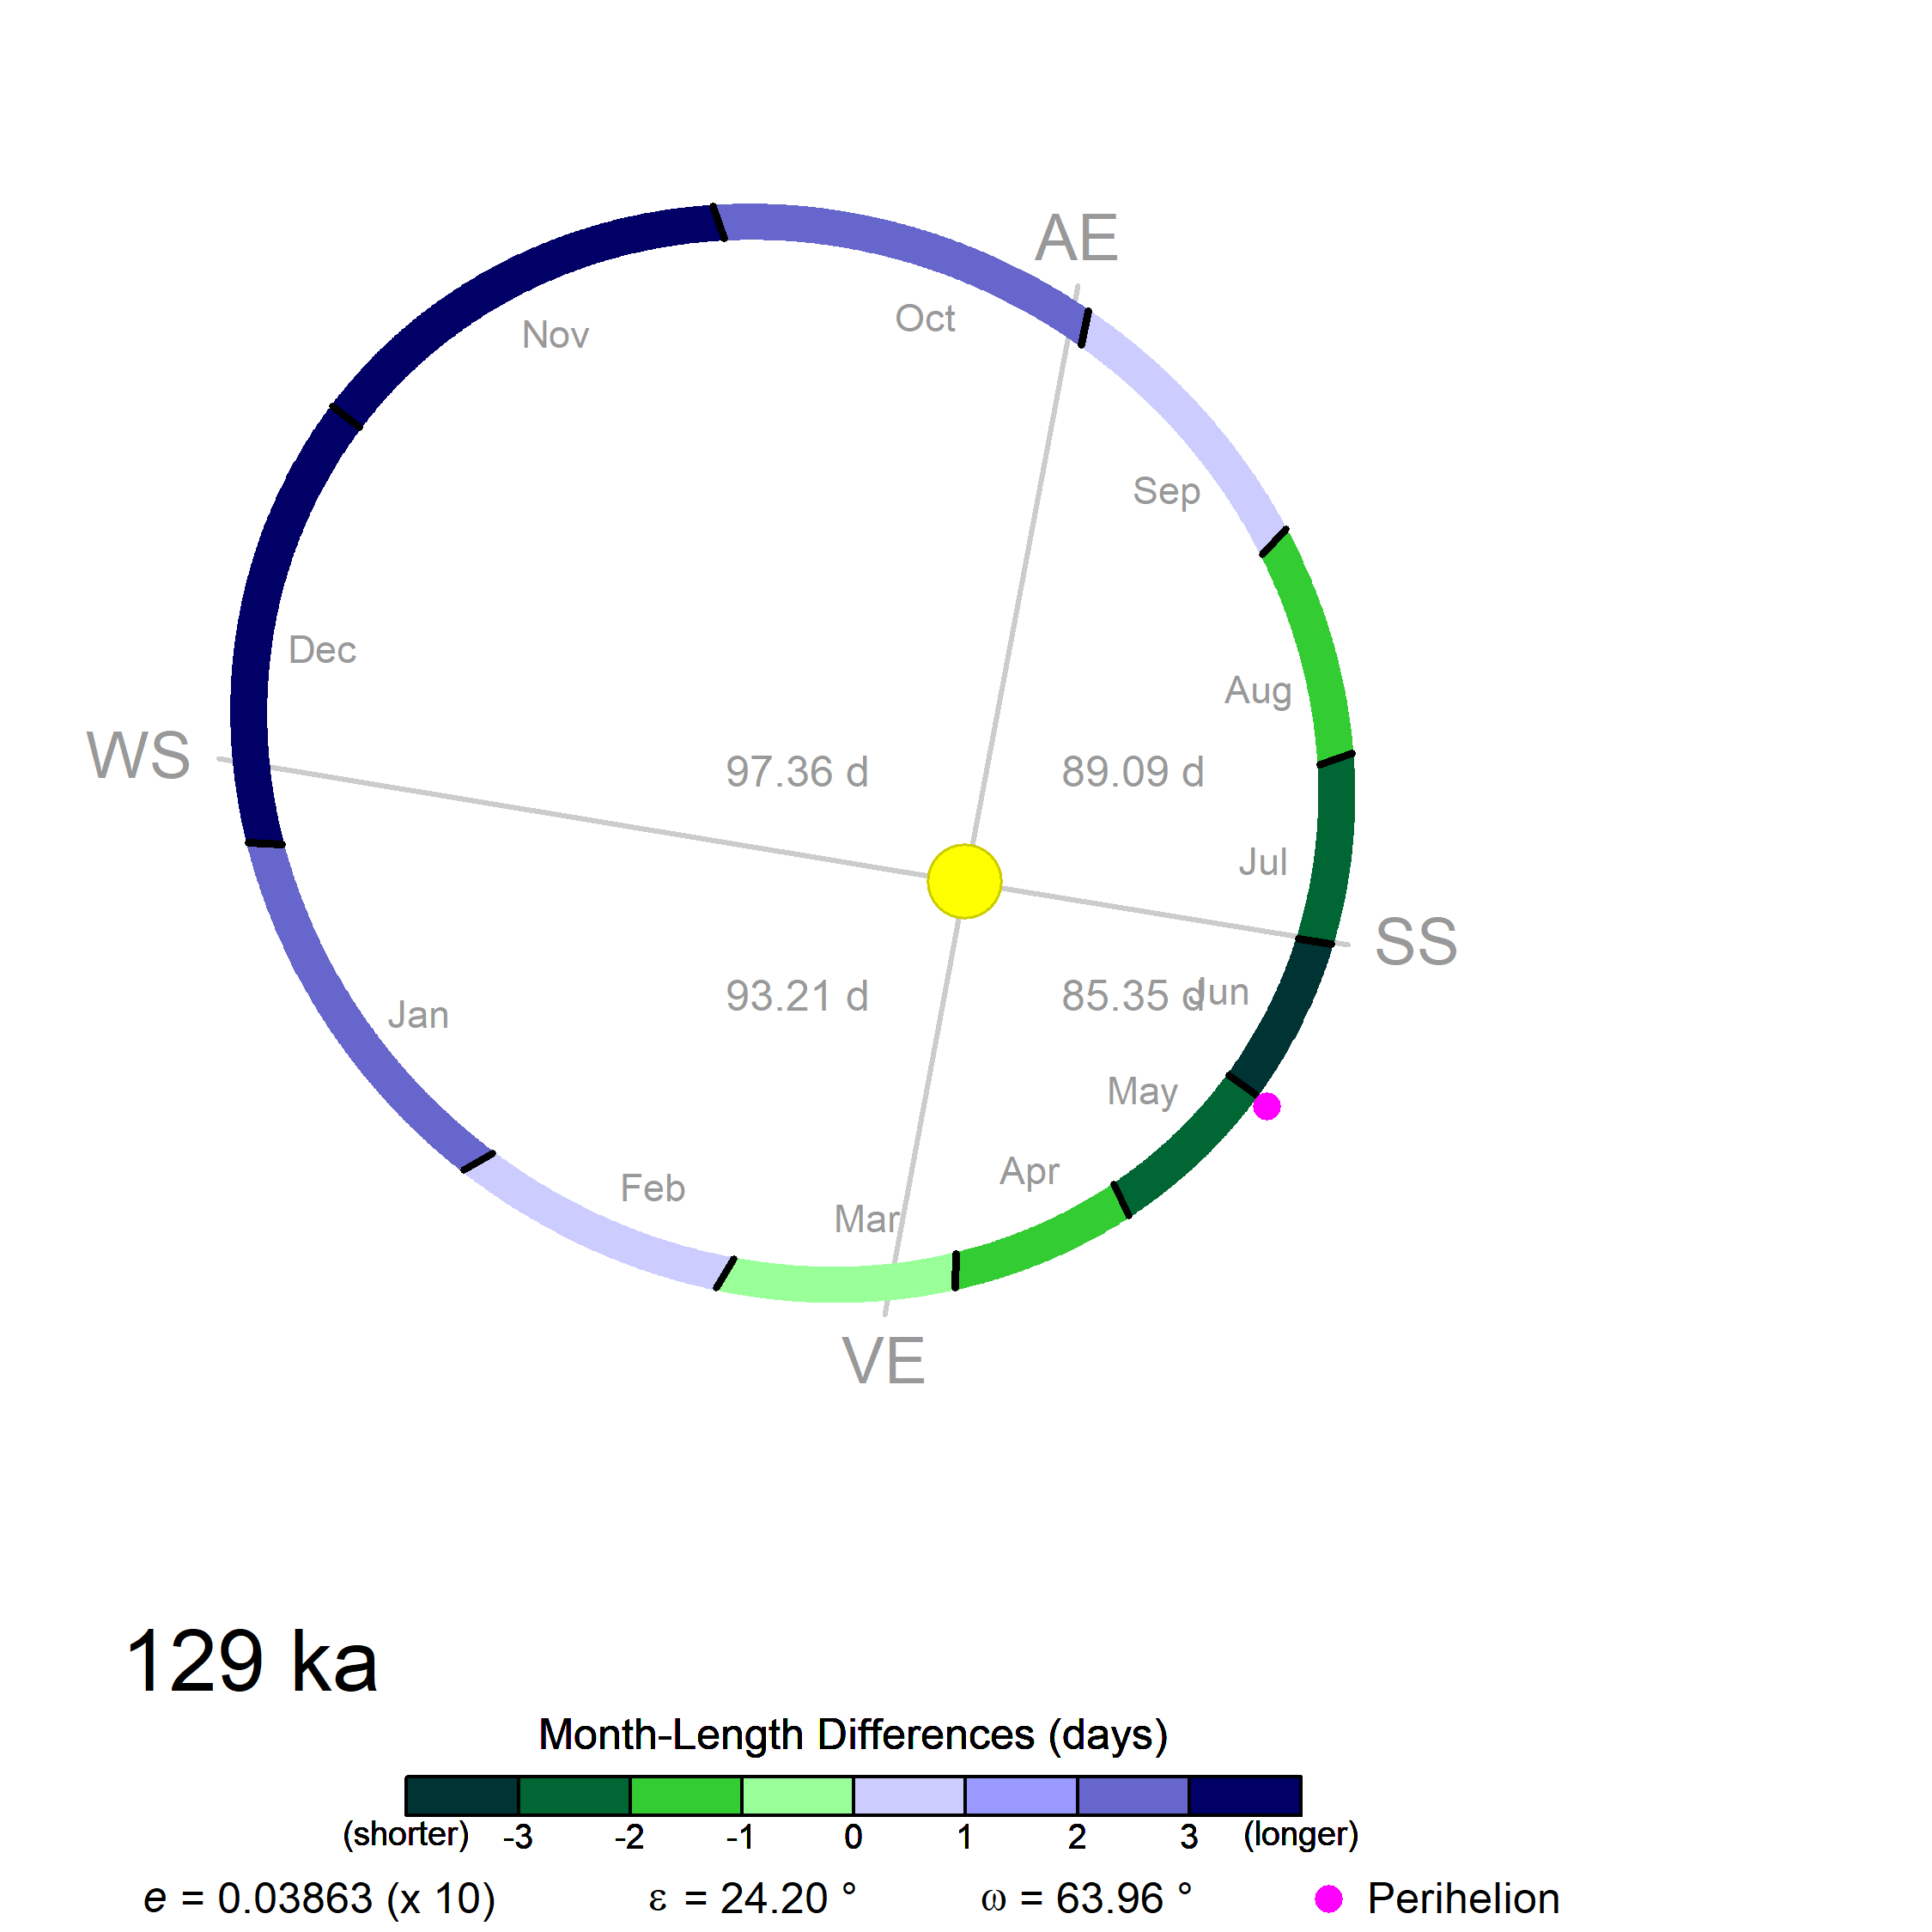 AE
Oct
Nov
Sep
Dec
Aug
WS
97.36 d
89.09 d
Jul
SS
93.21 d
85.35 d
Jun
Jan
May
Apr
Feb
Mar
VE
129 ka
Month-Length Differences (days)
(shorter) -3 -2 -1 0 1 2 3 (longer)
e = 0.03863 (x 10) ε = 24.20 ° ω = 63.96 ° Perihelion